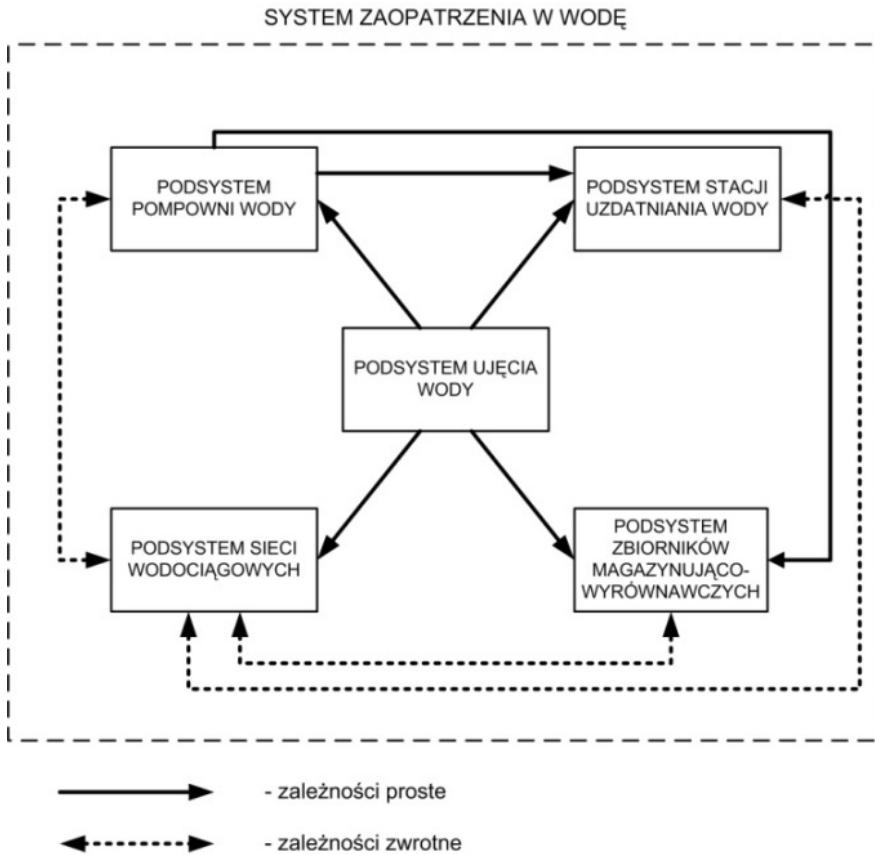 SYSTEM ZAOPATRZENIA W WODĘ
PODSYSTEM
POMPOWNI WODY
PODSYSTEM STACJI
UZDATNIANIA WODY
PODSYSTEM UJĘCIA
WODY
PODSYSTEM SIECI
WODOCIĄGOWYCH
PODSYSTEM
ZBIORNIKÓW
MAGAZYNUJĄCO-
WYRÓWNAWCZYCH
- zależności proste
- zależności zwrotne